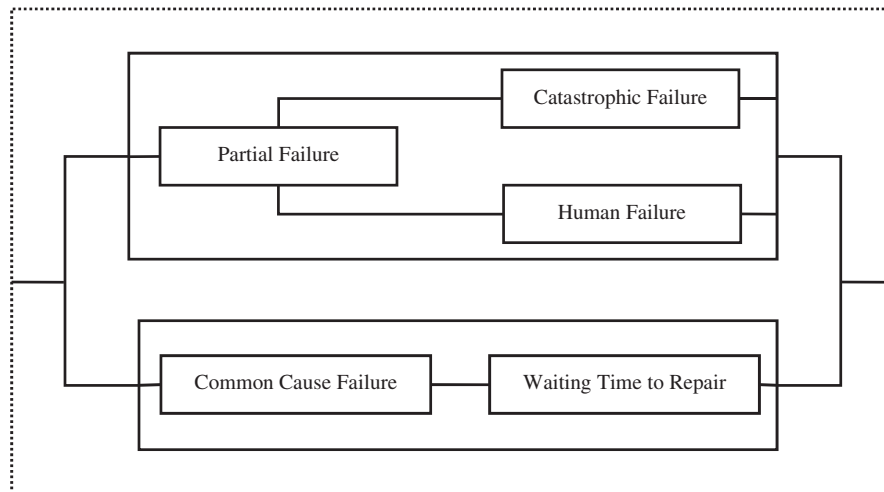 Catastrophic Failure
Partial Failure
Human Failure
Common Cause Failure
Waiting Time to Repair